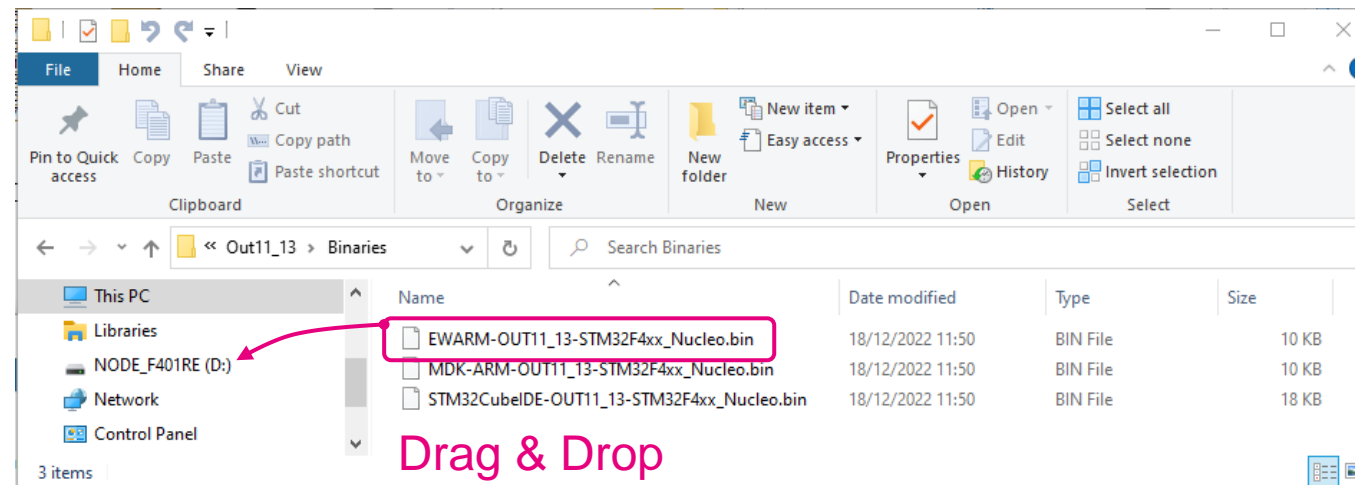 File Home Share View
Pin to Quick access
Copy
Paste
Cut
Copy path
Paste shortcut
Clipboard
Move to
Copy to
Delete
Rename
Organize
New folder
New item
Easy access
New
Properties
Open
Edit
History
Open
Select all
Select none
Invert selection
Select
« Out11_13 > Binaries
Search Binaries
This PC
Libraries
NODE_F401RE (D:)
Network
Control Panel
Name Date modified Type Size
EWARM-OUT11_13-STM32F4xx_Nucleo.bin 18/12/2022 11:50 BIN File 10 KB
MDK-ARM-OUT11_13-STM32F4xx_Nucleo.bin 18/12/2022 11:50 BIN File 10 KB
STM32CubeIDE-OUT11_13-STM32F4xx_Nucleo.bin 18/12/2022 11:50 BIN File 18 KB
Drag & Drop
3 items